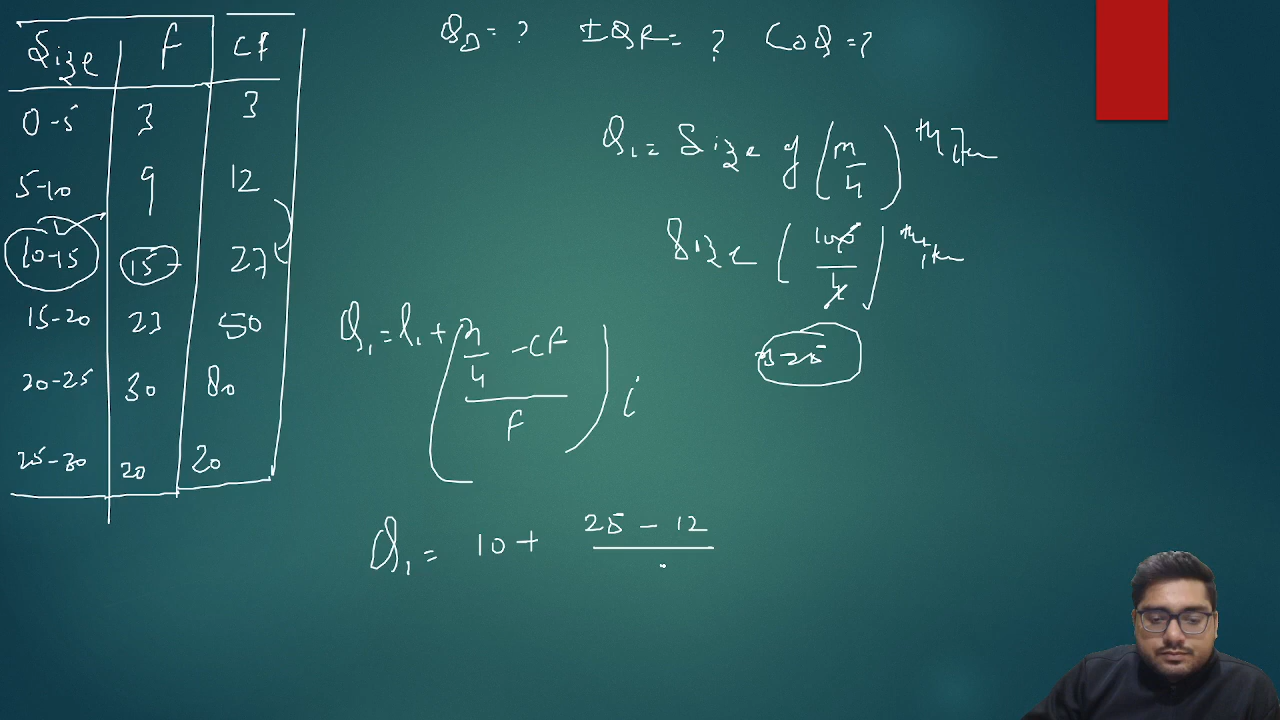 QD = ? IQR = ? CoQ = ?
Size f cf
0-5 3 3
5-10 9 12
10-15 15 27
15-20 23 50
20-25 30 80
25-30 20 20
Q₁ = Size of (n/4)th item
Size (100/4)th item
= 25
Q₁ = l₁ + (n/4 - cf / f) i
Q₁ = 10 + 25 - 12